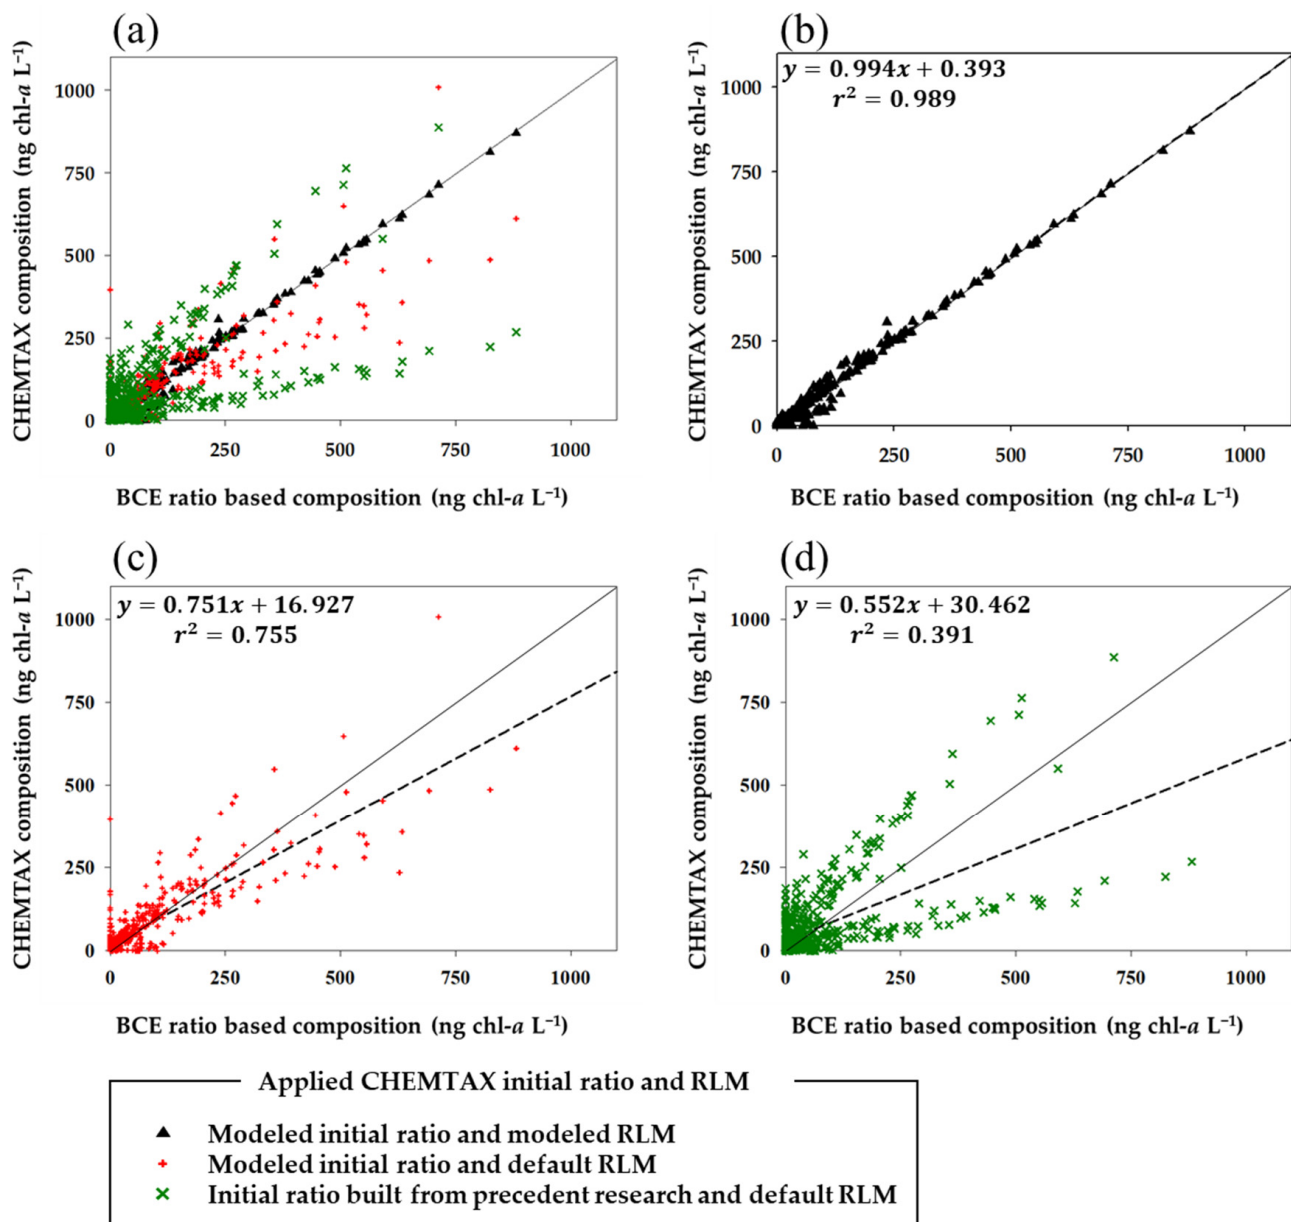 (a)
CHEMTAX composition (ng chl-a L⁻¹)
1000
750
500
250
0
0 250 500 750 1000
BCE ratio based composition (ng chl-a L⁻¹)
(b)
y = 0.994x + 0.393
r² = 0.989
CHEMTAX composition (ng chl-a L⁻¹)
1000
750
500
250
0
0 250 500 750 1000
BCE ratio based composition (ng chl-a L⁻¹)
(c)
y = 0.751x + 16.927
r² = 0.755
CHEMTAX composition (ng chl-a L⁻¹)
1000
750
500
250
0
0 250 500 750 1000
BCE ratio based composition (ng chl-a L⁻¹)
(d)
y = 0.552x + 30.462
r² = 0.391
CHEMTAX composition (ng chl-a L⁻¹)
1000
750
500
250
0
0 250 500 750 1000
BCE ratio based composition (ng chl-a L⁻¹)
Applied CHEMTAX initial ratio and RLM
Modeled initial ratio and modeled RLM
Modeled initial ratio and default RLM
Initial ratio built from precedent research and default RLM